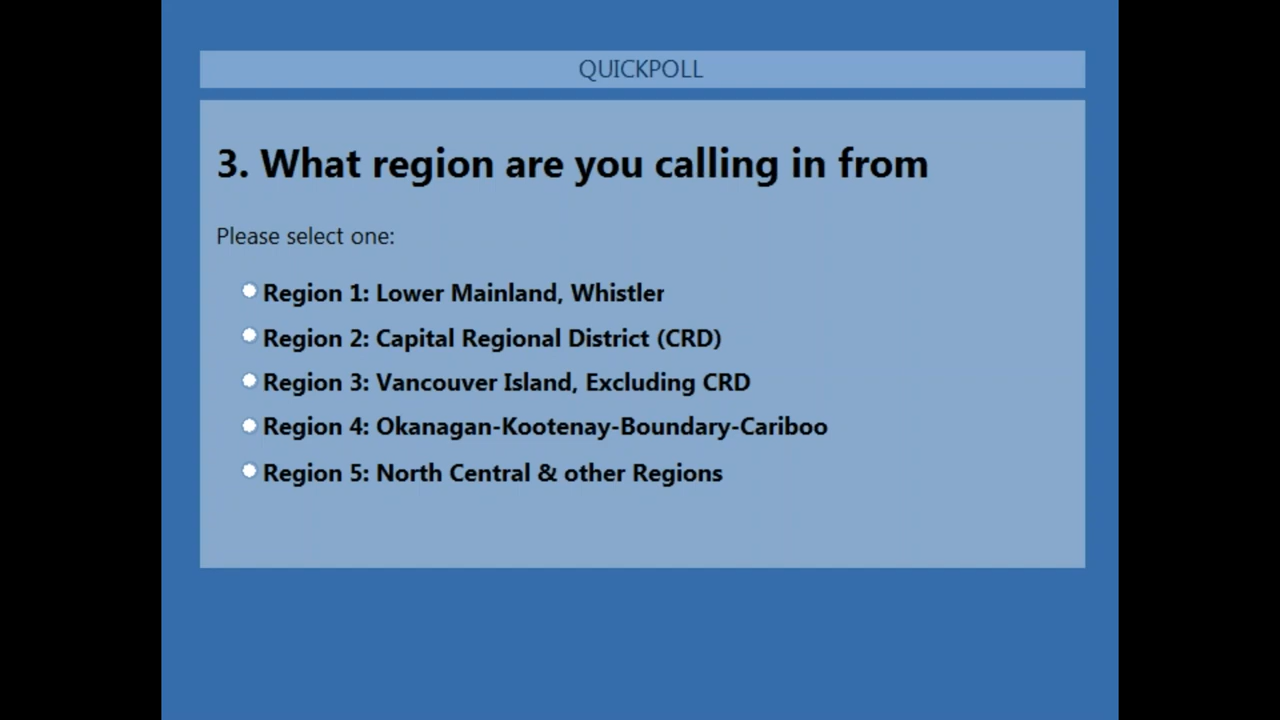 QUICKPOLL
3. What region are you calling in from
Please select one:
Region 1: Lower Mainland, Whistler
Region 2: Capital Regional District (CRD)
Region 3: Vancouver Island, Excluding CRD
Region 4: Okanagan-Kootenay-Boundary-Cariboo
Region 5: North Central & other Regions